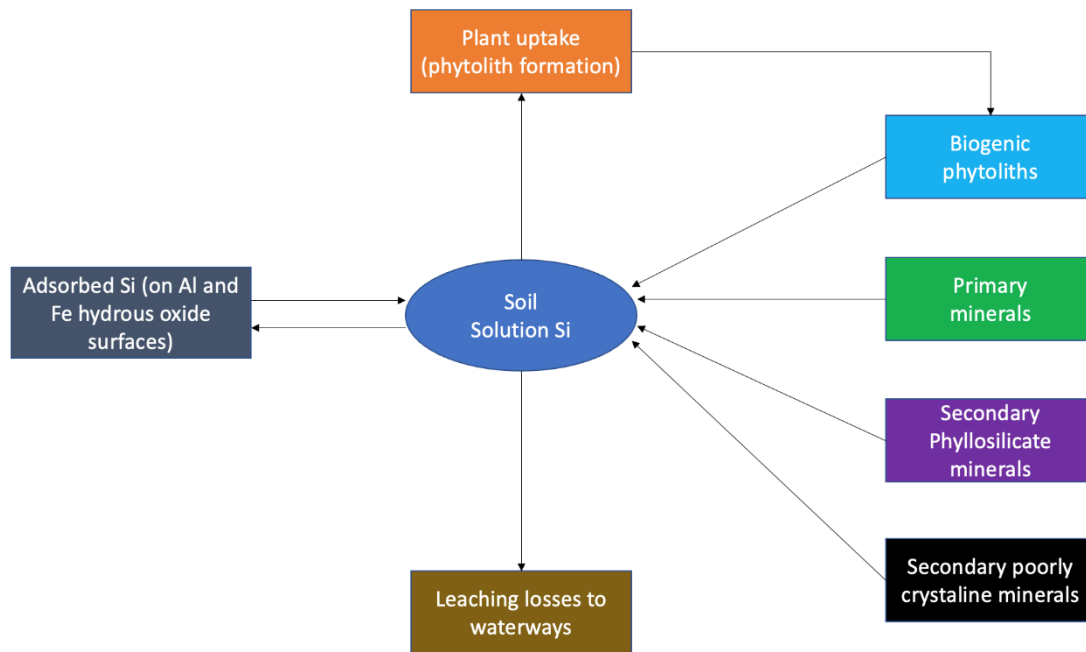 Plant uptake
(phytolith formation)
Biogenic
phytoliths
Adsorbed Si (on Al and
Fe hydrous oxide
surfaces)
Soil
Solution Si
Primary
minerals
Secondary
Phyllosilicate
minerals
Leaching losses to
waterways
Secondary poorly
crystaline minerals